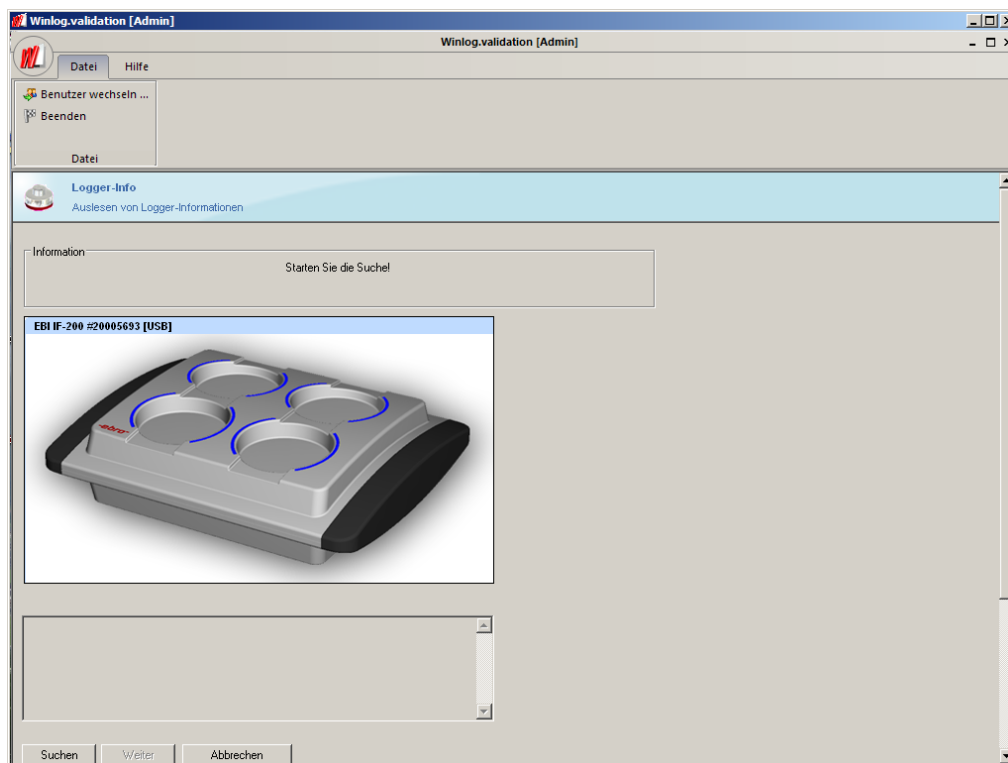 Winlog.validation [Admin]
Winlog.validation [Admin]
WL
Datei Hilfe
Benutzer wechseln ...
Beenden
Datei
Logger-Info
Auslesen von Logger-Informationen
Information
Starten Sie die Suche!
EBI IF-200 #20005693 [USB]
-ebro-
Suchen Weiter Abbrechen